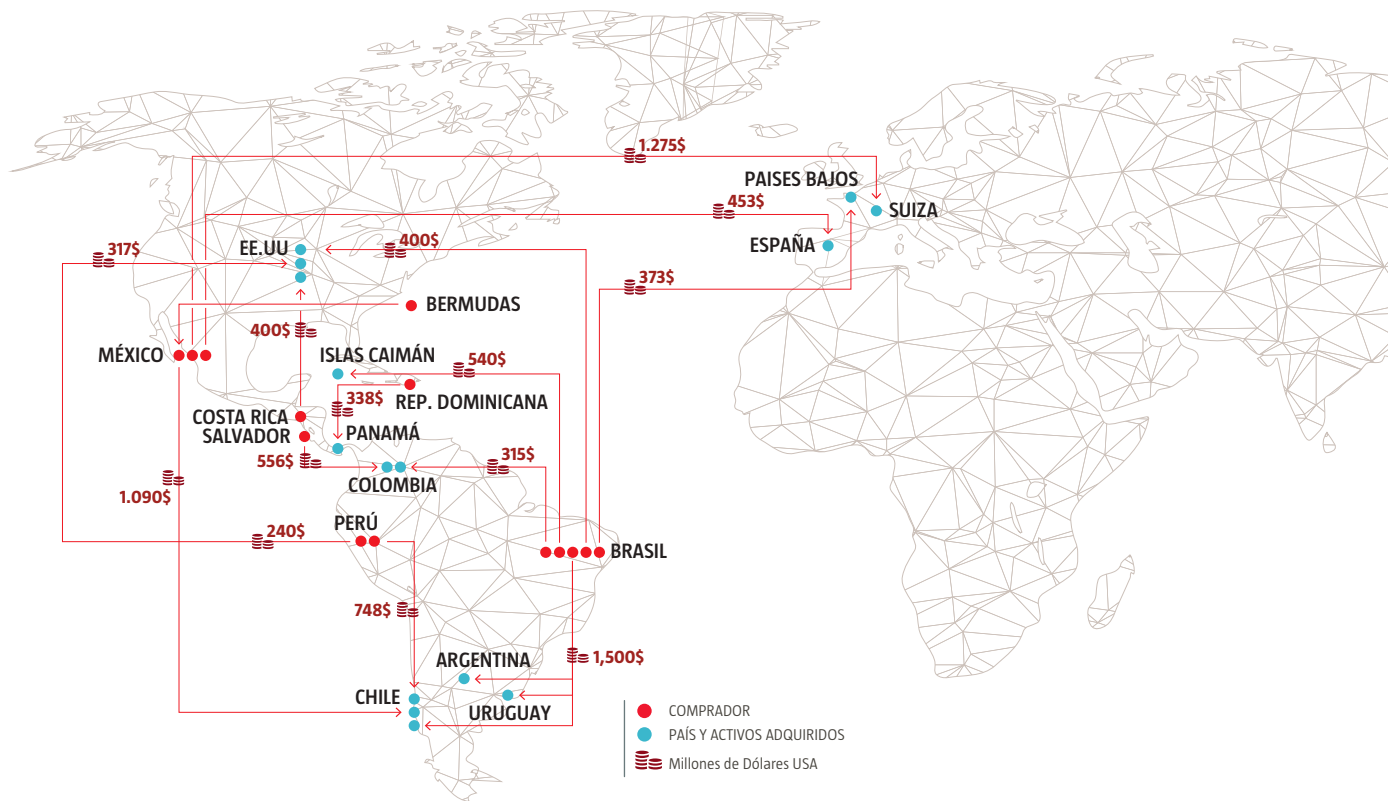 1.275$
PAISES BAJOS
453$
SUIZA
317$
EE.UU
400$
ESPAÑA
373$
BERMUDAS
400$
MÉXICO
ISLAS CAIMÁN
540$
338$
REP. DOMINICANA
COSTA RICA
SALVADOR
PANAMÁ
556$
315$
COLOMBIA
1.090$
PERÚ
240$
BRASIL
748$
ARGENTINA
1,500$
CHILE
URUGUAY
COMPRADOR
PAÍS Y ACTIVOS ADQUIRIDOS
Millones de Dólares USA